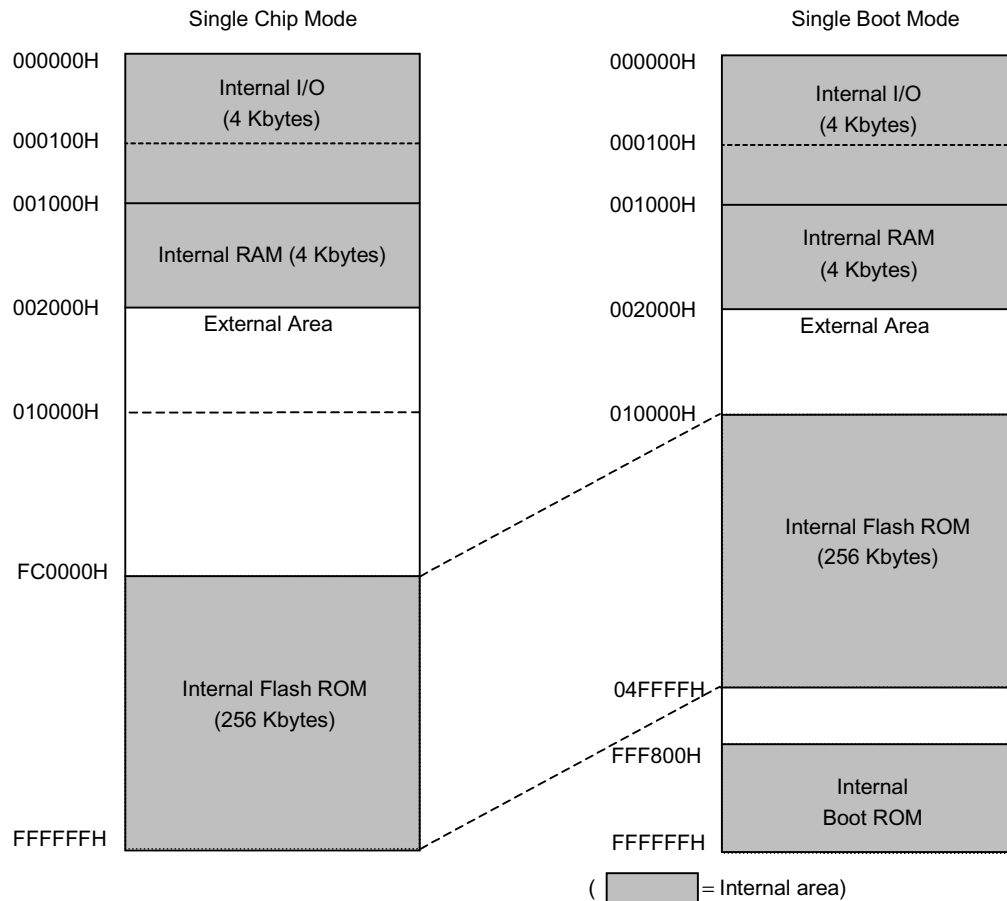 Single Chip Mode
000000H
Internal I/O
(4 Kbytes)
000100H
001000H
Internal RAM (4 Kbytes)
002000H
External Area
010000H
FC0000H
Internal Flash ROM
(256 Kbytes)
FFFFFFH
Single Boot Mode
000000H
Internal I/O
(4 Kbytes)
000100H
001000H
Intrernal RAM
(4 Kbytes)
002000H
External Area
010000H
Internal Flash ROM
(256 Kbytes)
04FFFFH
FFF800H
Internal
Boot ROM
FFFFFFH
( = Internal area)